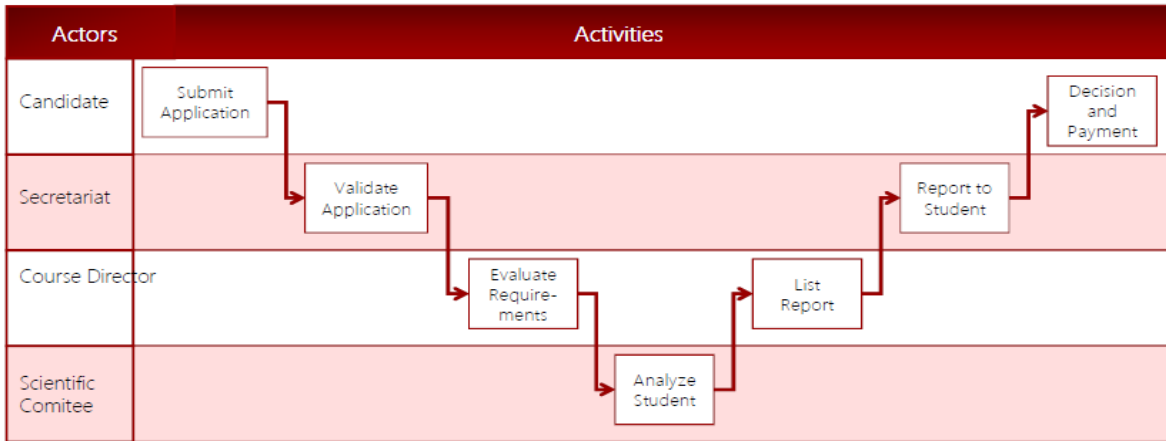 Actors
Activities
Candidate
Submit
Application
Decision
and
Payment
Secretariat
Validate
Application
Report to
Student
Course Director
Evaluate
Require-
ments
List
Report
Scientific
Comitee
Analyze
Student